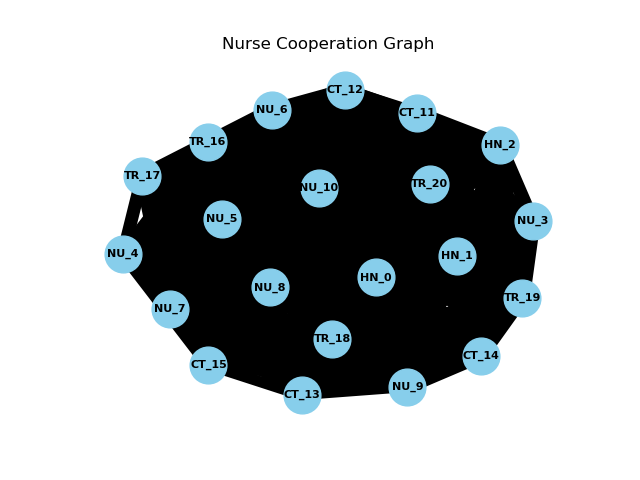 Nurse Cooperation Graph
CT_12
NU_6
CT_11
TR_16
HN_2
TR_17
NU_10
TR_20
NU_5
NU_3
NU_4
HN_1
HN_0
NU_8
TR_19
NU_7
TR_18
CT_14
CT_15
NU_9
CT_13